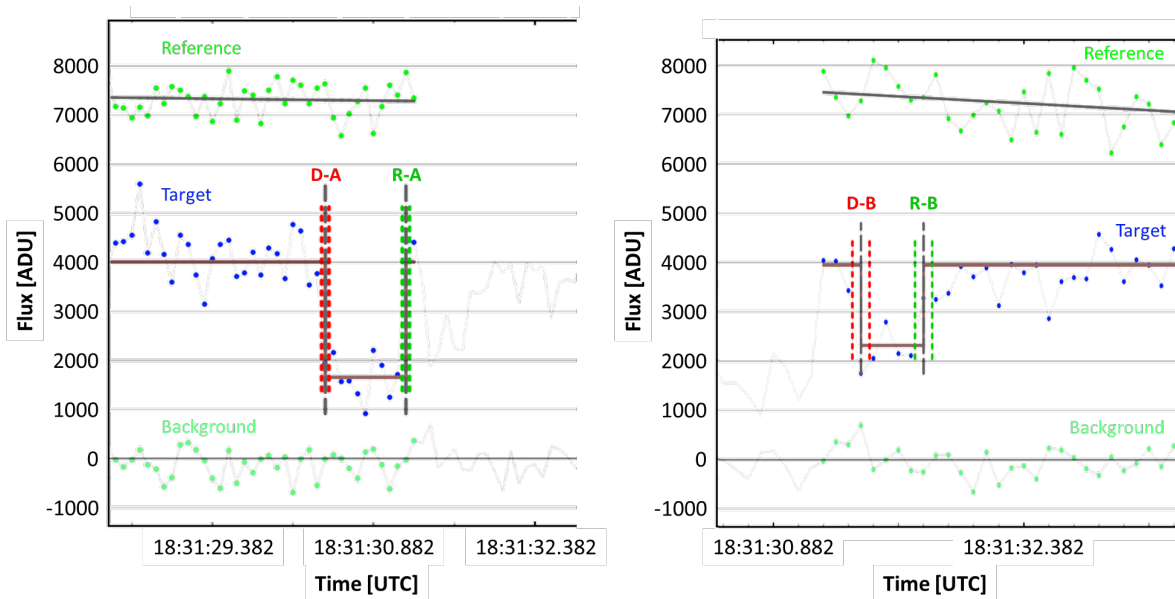 Reference
8000
7000
6000
D-A
R-A
Target
5000
4000
3000
2000
1000
Background
0
-1000
Flux [ADU]
18:31:29.382
18:31:30.882
18:31:32.382
Time [UTC]
Reference
8000
7000
6000
D-B
R-B
Target
5000
4000
3000
2000
1000
Background
0
-1000
Flux [ADU]
18:31:30.882
18:31:32.382
Time [UTC]